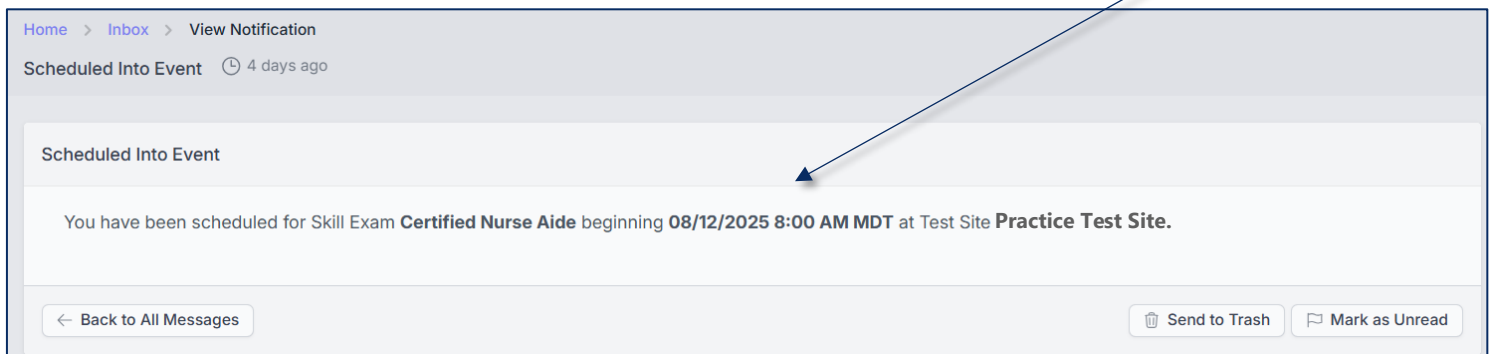 Home > Inbox > View Notification
Scheduled Into Event 4 days ago
Scheduled Into Event
You have been scheduled for Skill Exam Certified Nurse Aide beginning 08/12/2025 8:00 AM MDT at Test Site Practice Test Site.
← Back to All Messages Send to Trash Mark as Unread